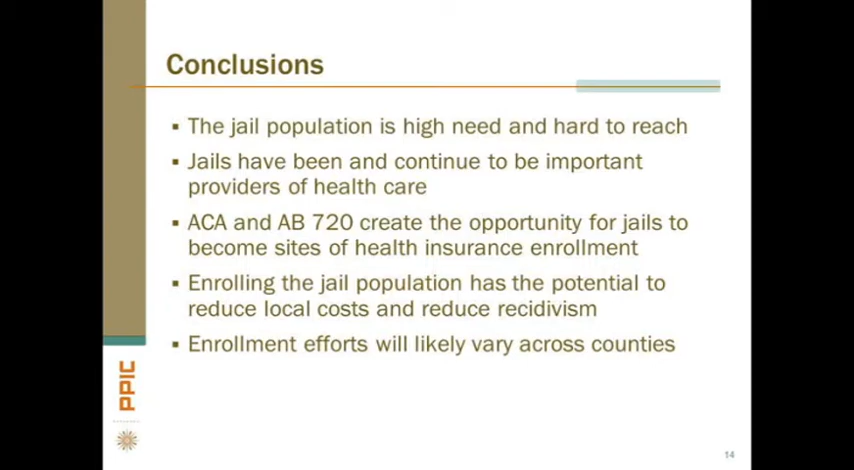 Conclusions
▪ The jail population is high need and hard to reach
▪ Jails have been and continue to be important
providers of health care
▪ ACA and AB 720 create the opportunity for jails to
become sites of health insurance enrollment
▪ Enrolling the jail population has the potential to
reduce local costs and reduce recidivism
▪ Enrollment efforts will likely vary across counties
PPIC
14